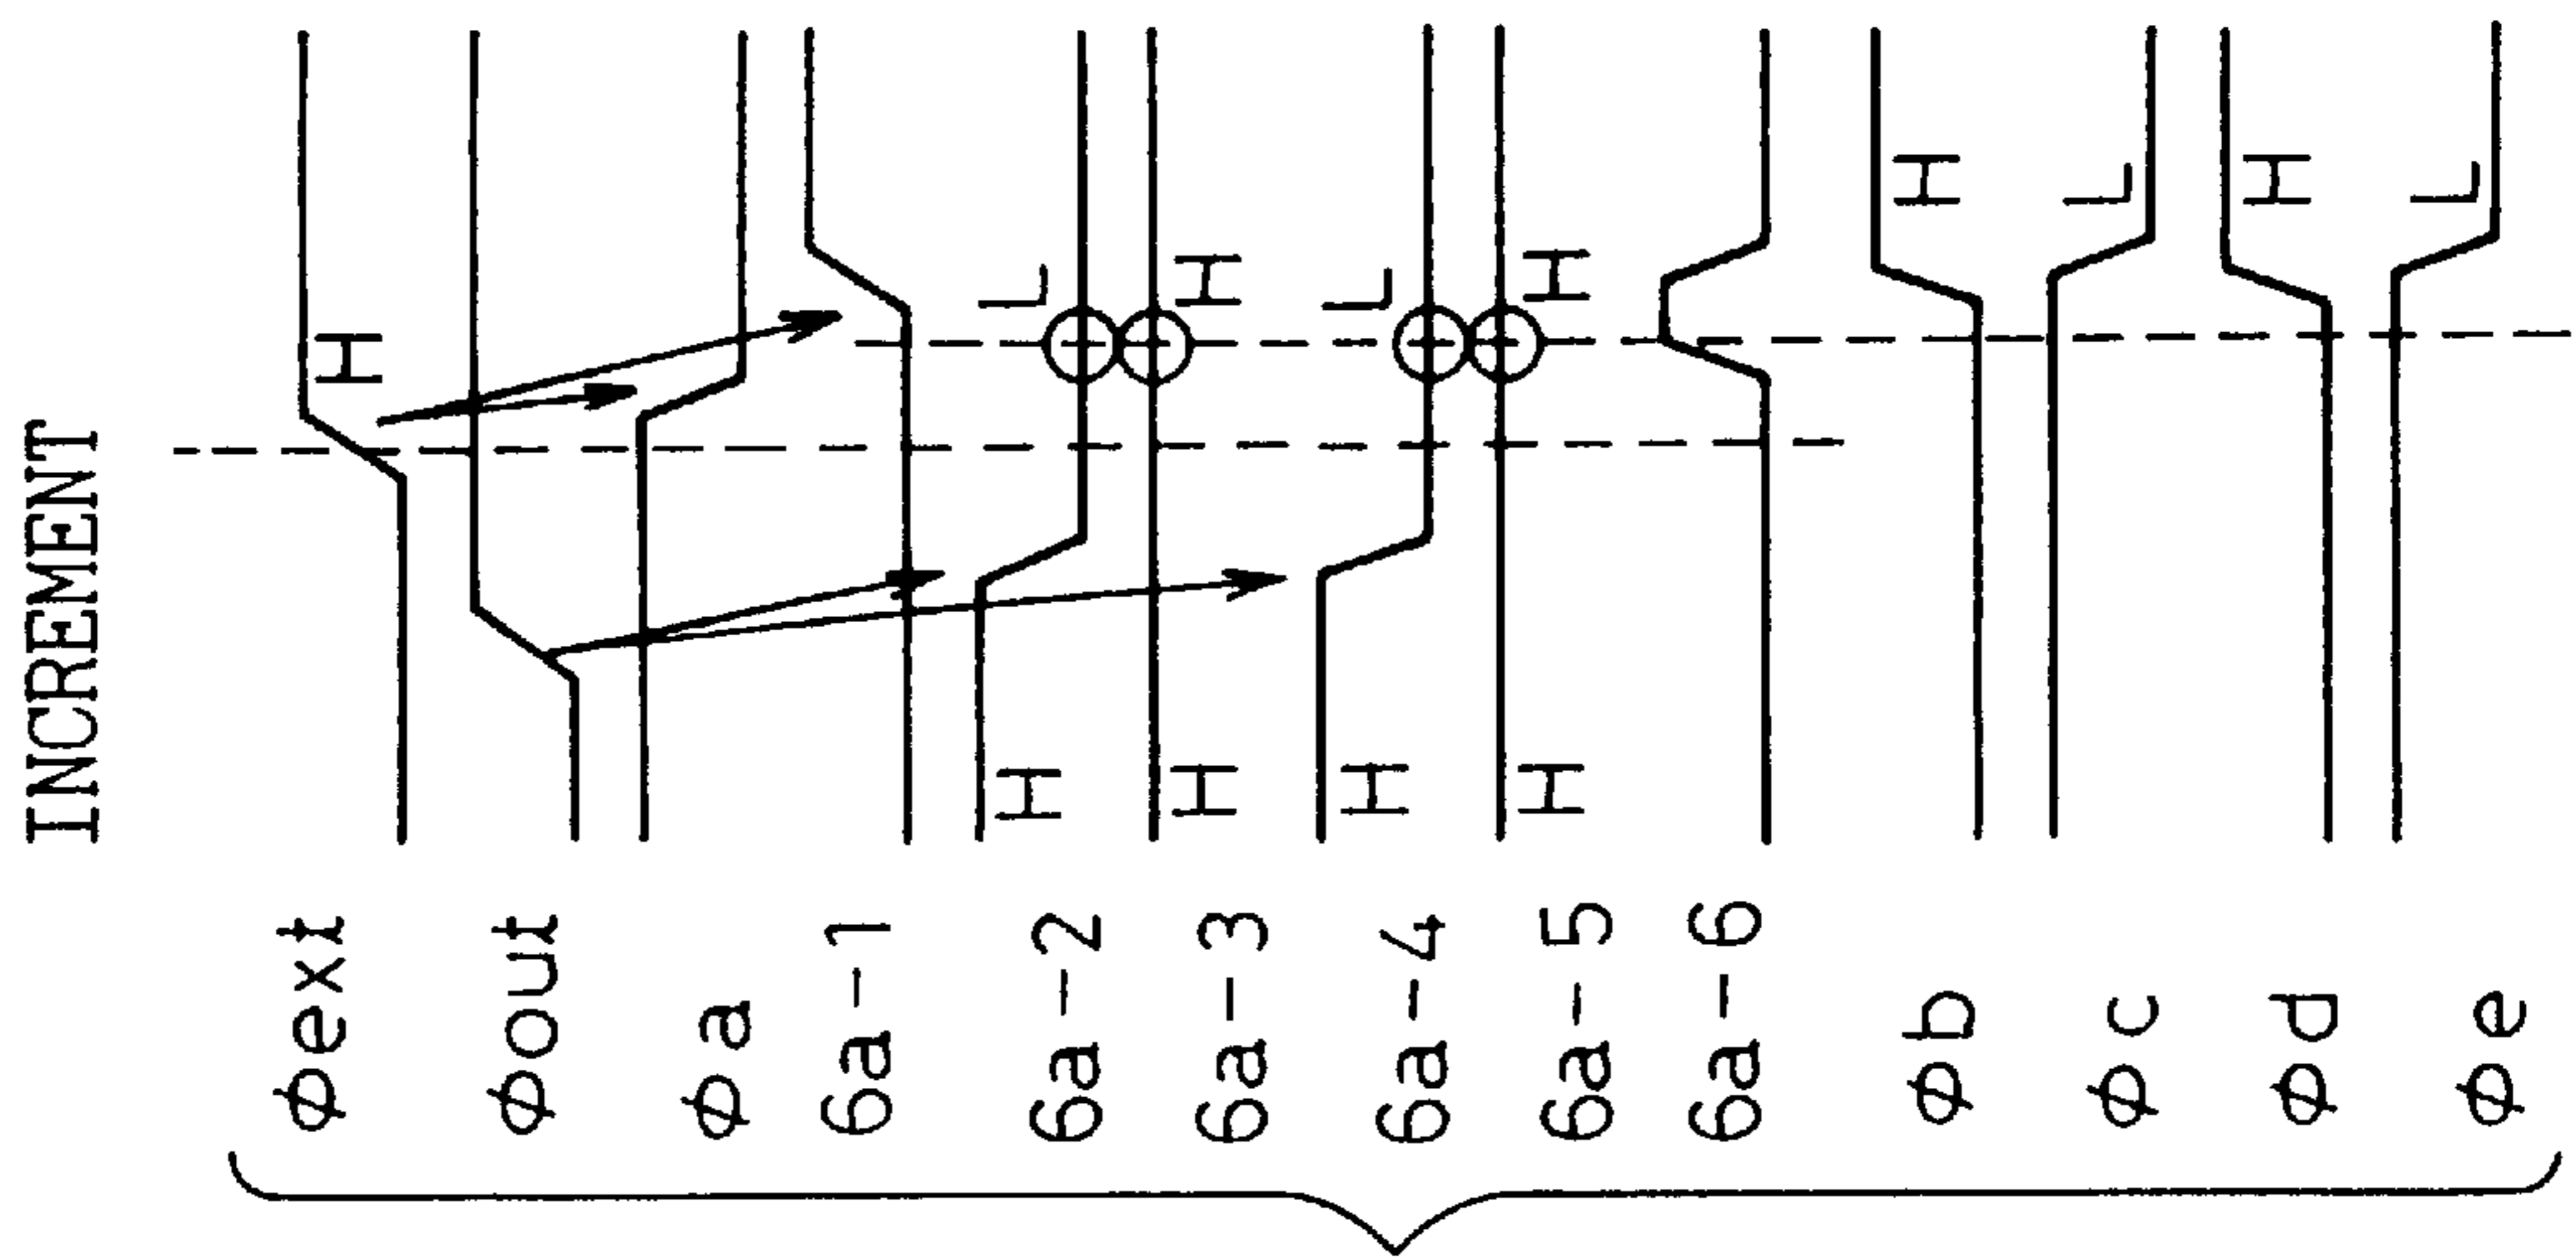 INCREMENT
φext H
φout
φa
6a-1
6a-2 H L
6a-3 H H
6a-4 H L
6a-5 H H
6a-6
φb H
φc L
φd H
φe L